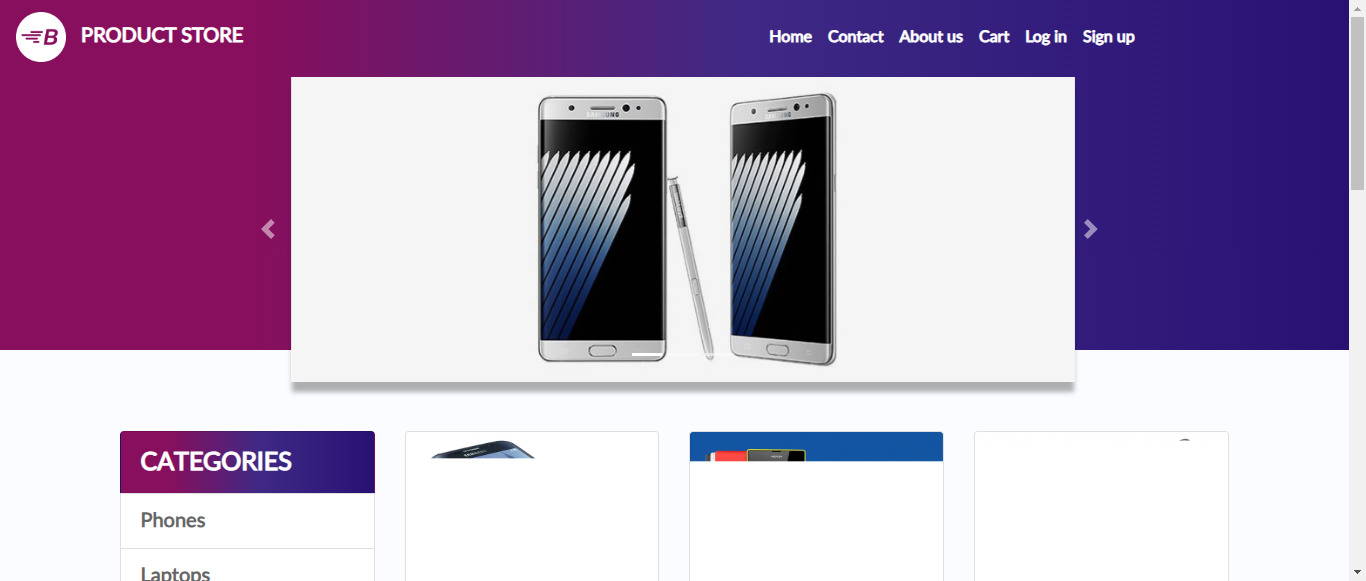 B PRODUCT STORE
Home Contact About us Cart Log in Sign up
SAMSUNG SAMSUNG
CATEGORIES
Phones
Laptops